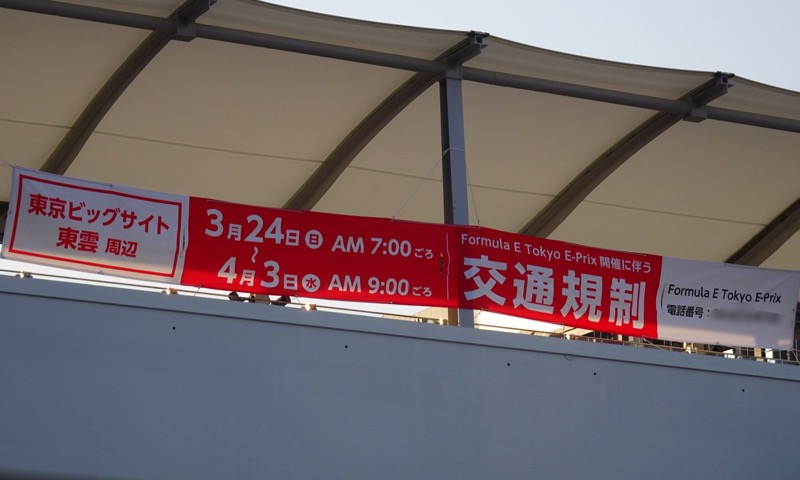 東京ビッグサイト
東雲 周辺
3月24日(日) AM 7:00ごろ
~
4月3日(水) AM 9:00ごろ
Formula E Tokyo E-Prix 開催に伴う
交通規制
Formula E Tokyo E-Prix
電話番号: